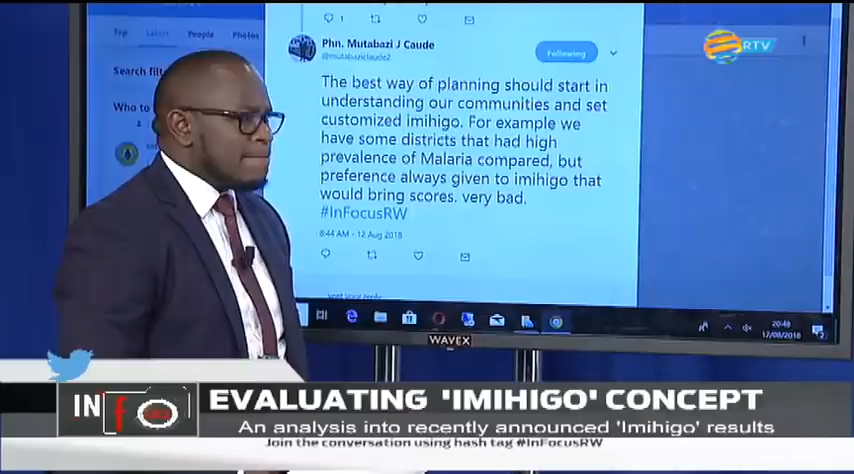 Top Latest People Photos
RTV
Search filt
Who to
1
Phn. Mutabazi J Caude
@mutabaziclaude2
Following
The best way of planning should start in
understanding our communities and set
customized imihigo. For example we
have some districts that had high
prevalence of Malaria compared, but
preference always given to imihigo that
would bring scores. very bad.
#InFocusRW
8:44 AM - 12 Aug 2018
your reply
20:48
12/08/2018
WAVEX
IN
EVALUATING 'IMIHIGO' CONCEPT
An analysis into recently announced 'Imihigo' results
Join the conversation using hash tag #InFocusRW